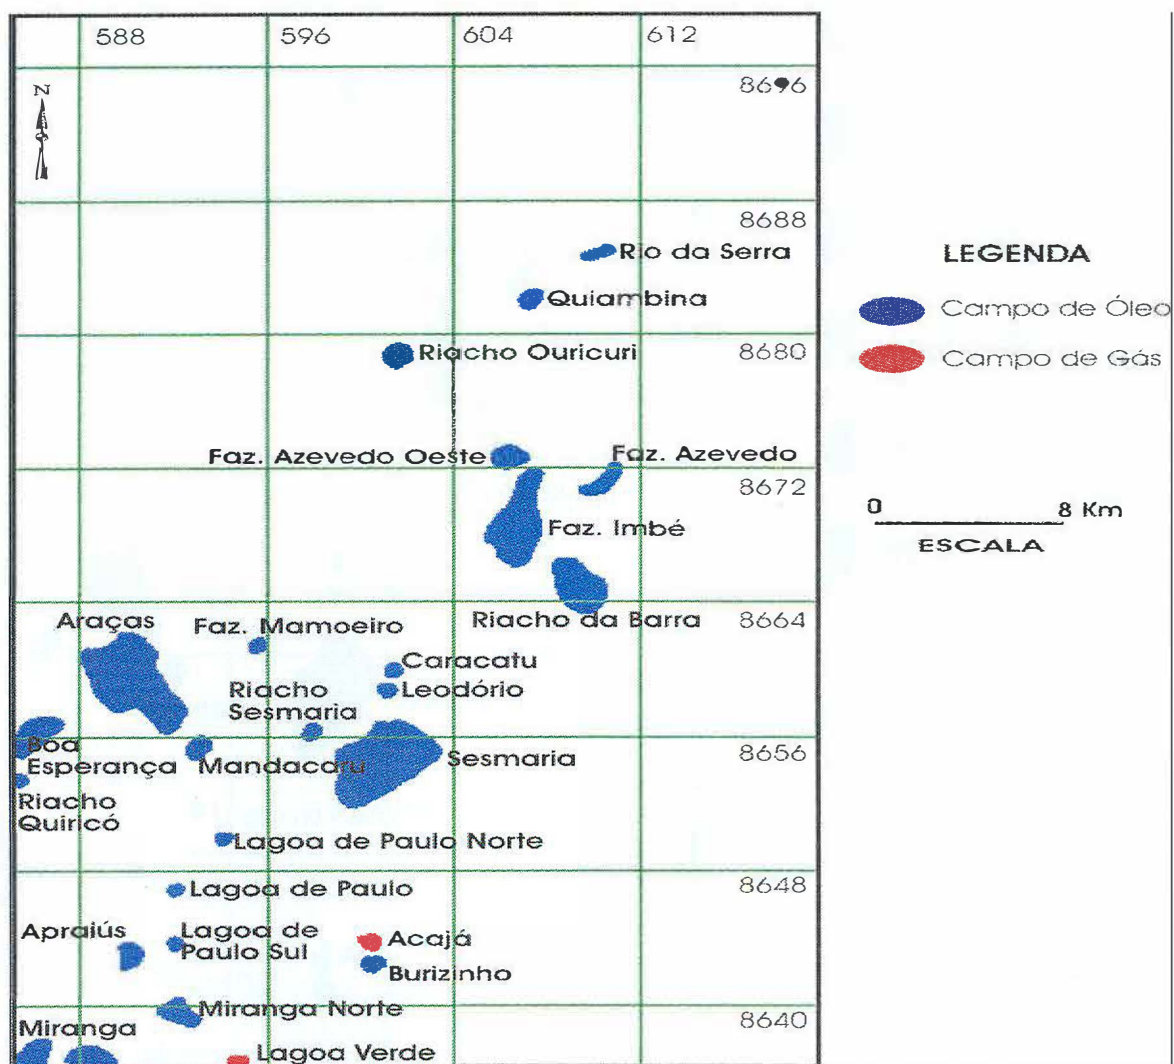 588 596 604 612
N
8696
8688
Rio da Serra
Quiambina
Riacho Ouricuri
8680
Faz. Azevedo Oeste
Faz. Azevedo
8672
Faz. Imbé
Riacho da Barra
8664
Araças
Faz. Mamoeiro
Caracatu
Leodório
Riacho
Sesmaria
Boa
Esperança
Mandacaru
Sesmaria
8656
Riacho
Quiricó
Lagoa de Paulo Norte
Lagoa de Paulo
8648
Apraiús
Lagoa de
Paulo Sul
Acajá
Burizinho
Miranga Norte
8640
Miranga
Lagoa Verde
LEGENDA
Campo de Óleo
Campo de Gás
0 8 Km
ESCALA